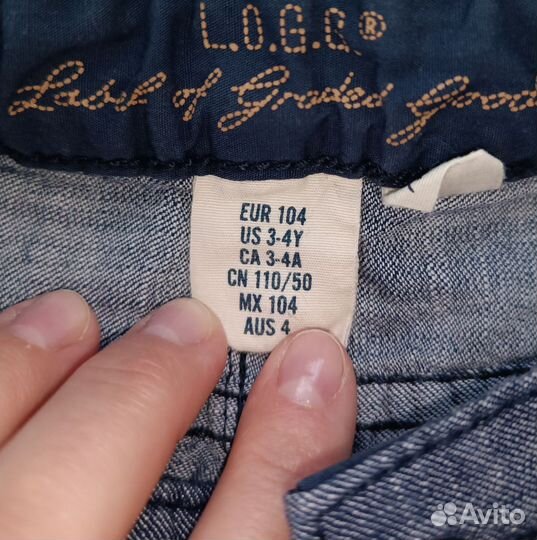 L.O.G.G.®
Label of Graded Good
EUR 104
US 3-4Y
CA 3-4A
CN 110/50
MX 104
AUS 4
Avito